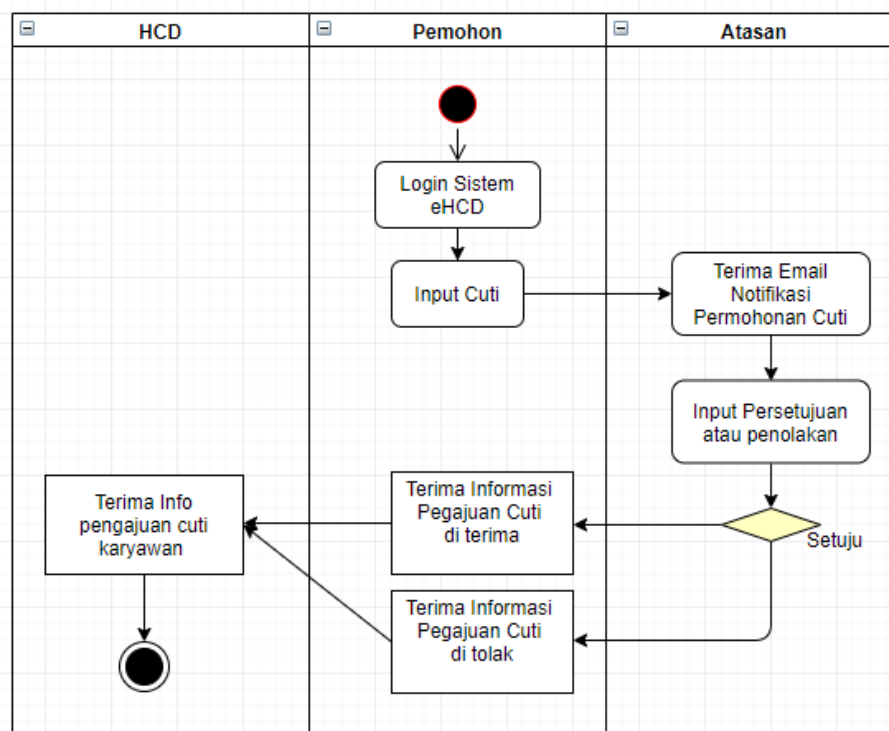 HCD
Pemohon
Atasan
Login Sistem
eHCD
Input Cuti
Terima Email
Notifikasi
Permohonan Cuti
Input Persetujuan
atau penolakan
Setuju
Terima Informasi
Pegajuan Cuti
di terima
Terima Informasi
Pegajuan Cuti
di tolak
Terima Info
pengajuan cuti
karyawan